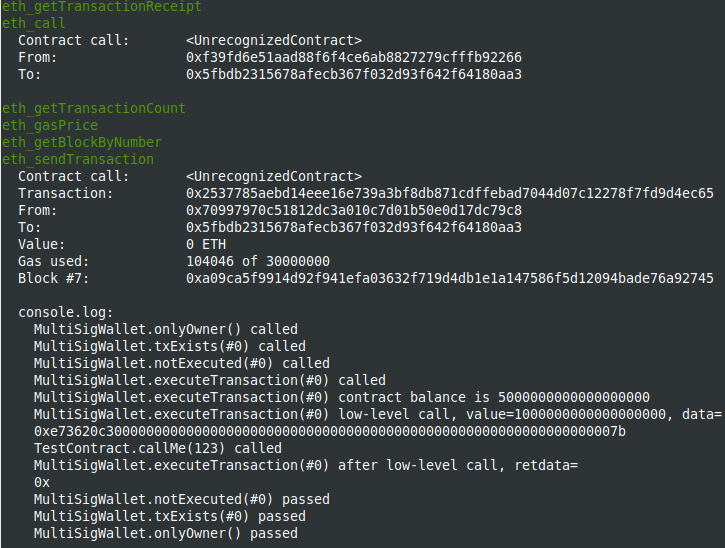 eth_getTransactionReceipt
eth_call
Contract call: <UnrecognizedContract>
From: 0xf39fd6e51aad88f6f4ce6ab8827279cfffb92266
To: 0x5fbdb2315678afecb367f032d93f642f64180aa3
eth_getTransactionCount
eth_gasPrice
eth_getBlockByNumber
eth_sendTransaction
Contract call: <UnrecognizedContract>
Transaction: 0x2537785aebd14eee16e739a3bf8db871cdffebad7044d07c12278f7fd9d4ec65
From: 0x70997970c51812dc3a010c7d01b50e0d17dc79c8
To: 0x5fbdb2315678afecb367f032d93f642f64180aa3
Value: 0 ETH
Gas used: 104046 of 30000000
Block #7: 0xa09ca5f9914d92f941efa03632f719d4db1e1a147586f5d12094bade76a92745
console.log:
MultiSigWallet.onlyOwner() called
MultiSigWallet.txExists(#0) called
MultiSigWallet.notExecuted(#0) called
MultiSigWallet.executeTransaction(#0) called
MultiSigWallet.executeTransaction(#0) contract balance is 5000000000000000000
MultiSigWallet.executeTransaction(#0) low-level call, value=1000000000000000000, data=
0xe73620c3000000000000000000000000000000000000000000000000000000000000007b
TestContract.callMe(123) called
MultiSigWallet.executeTransaction(#0) after low-level call, retdata=
0x
MultiSigWallet.notExecuted(#0) passed
MultiSigWallet.txExists(#0) passed
MultiSigWallet.onlyOwner() passed